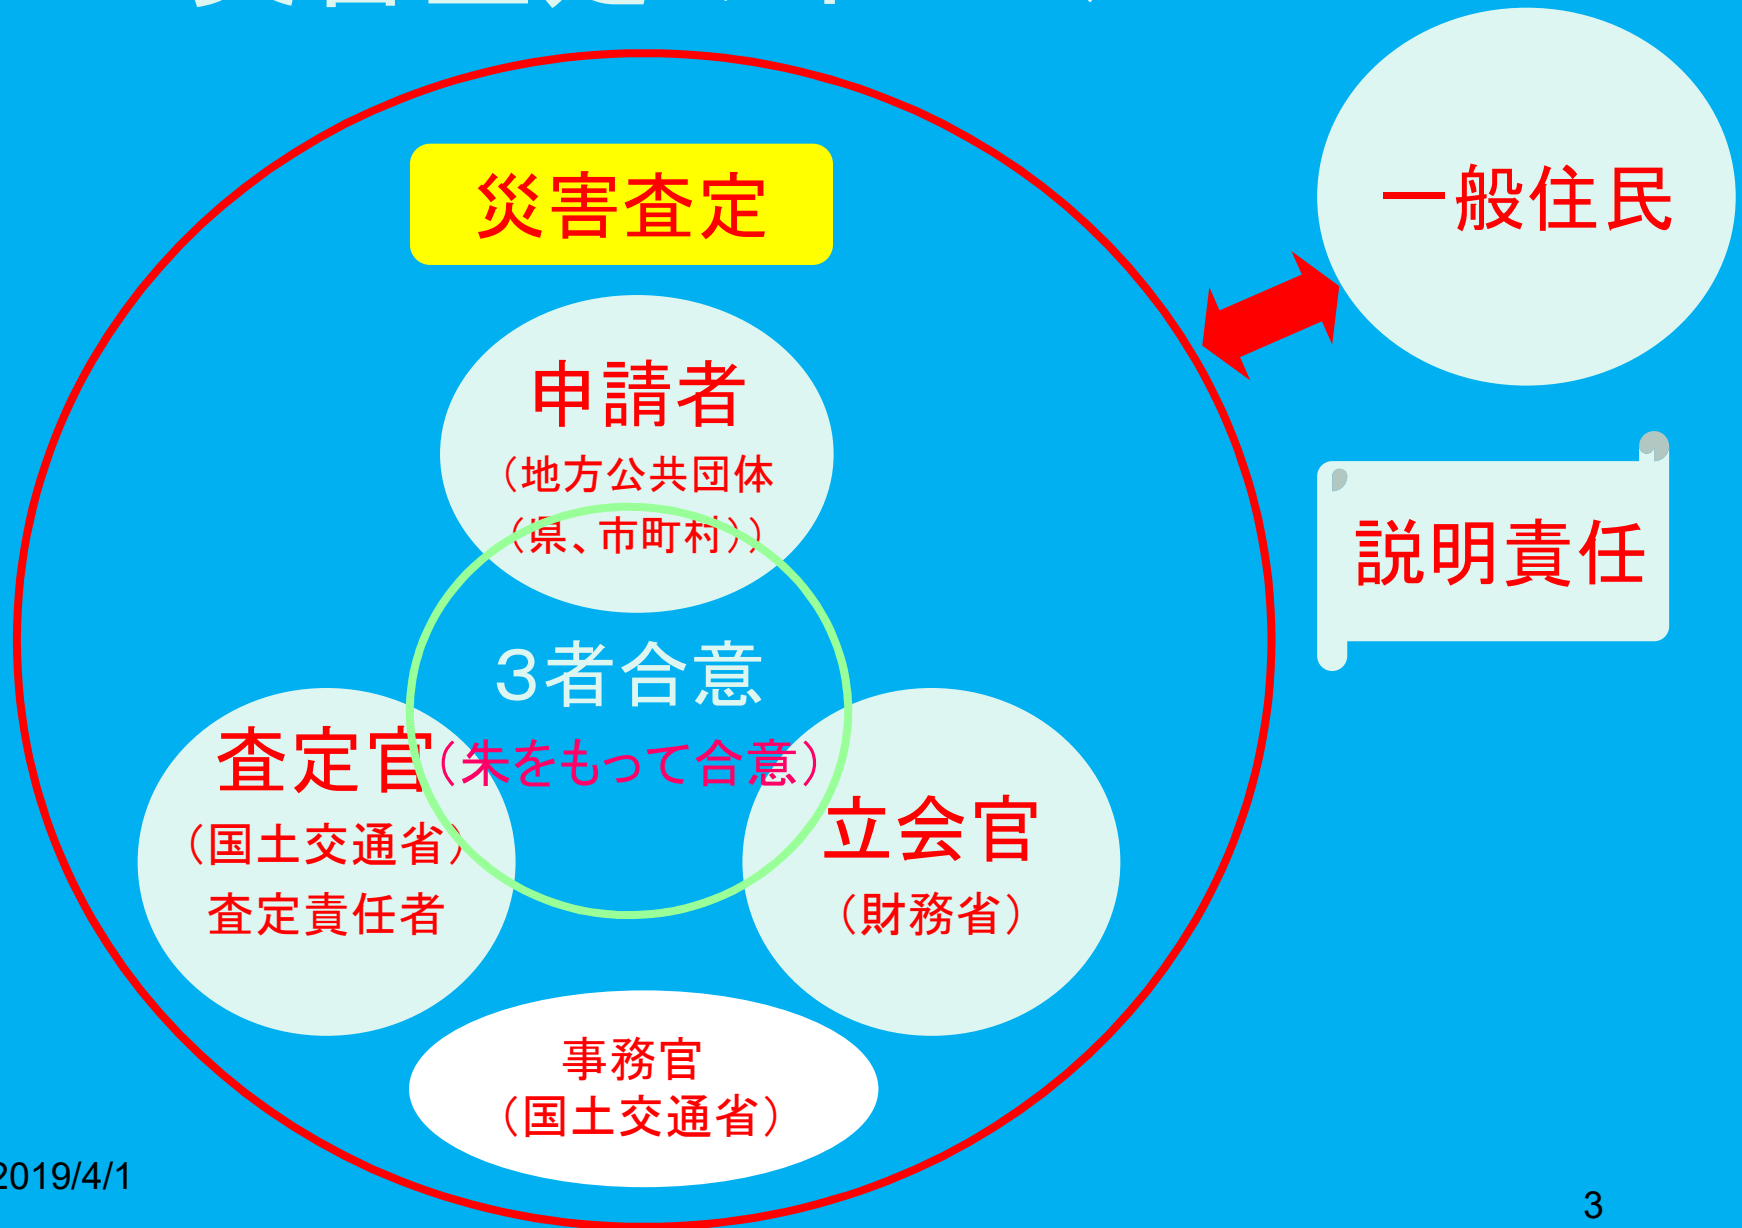 災害査定
一般住民
申請者
（地方公共団体
（県、市町村））
説明責任
３者合意
（朱をもって合意）
査定官
（国土交通省）
査定責任者
立会官
（財務省）
事務官
（国土交通省）
2019/4/1
3